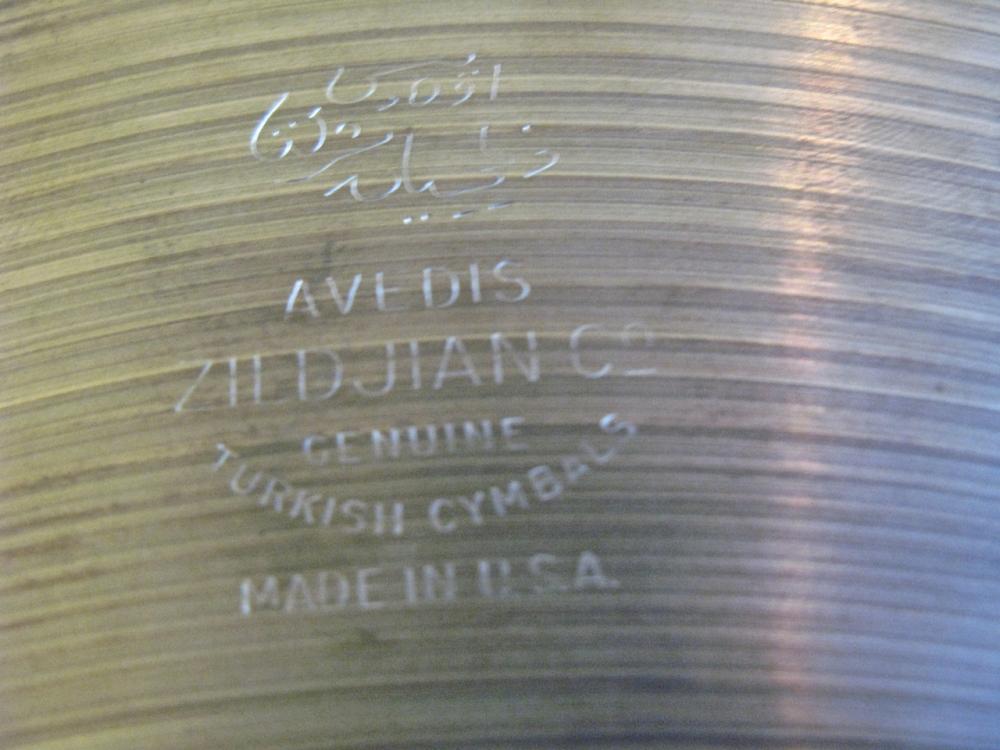 AVEDIS
ZILDJIAN Co
GENUINE
TURKISH CYMBALS
MADE IN U.S.A.